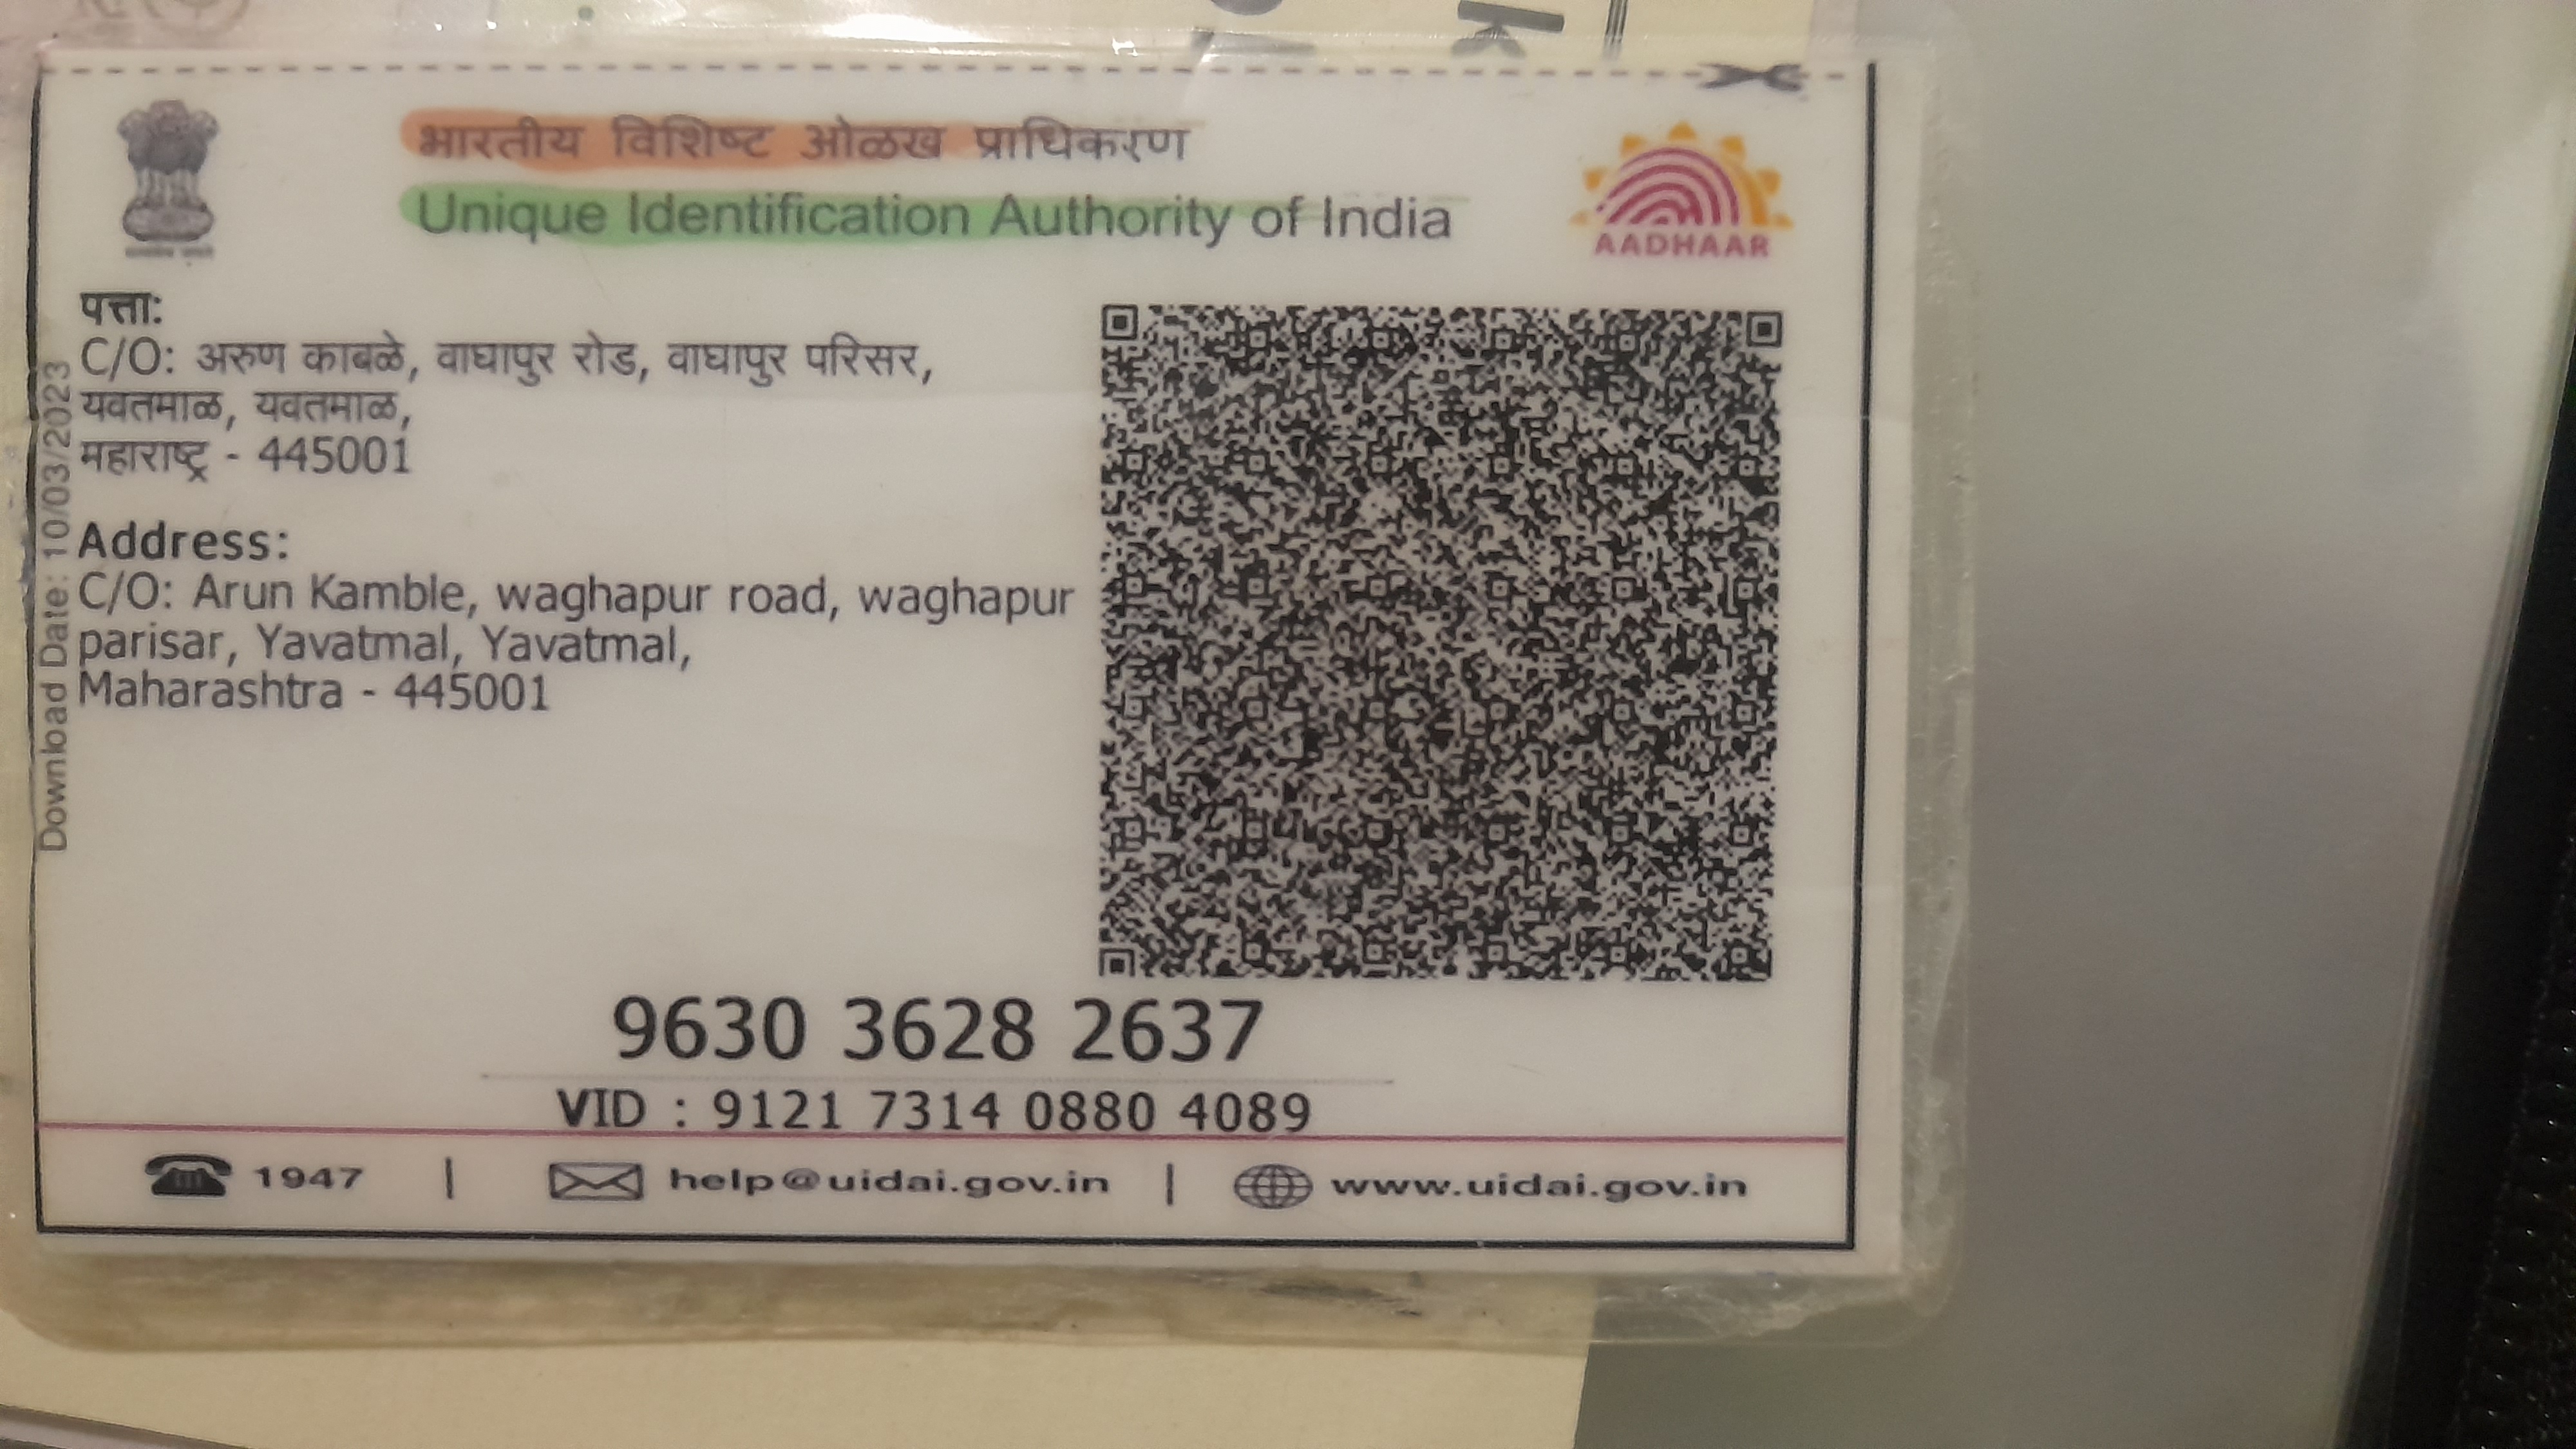 k
भारतीय विशिष्ट ओळख प्राधिकरण
Unique Identification Authority of India
AADHAAR
पत्ता:
C/O: अरुण काबळे, वाघापुर रोड, वाघापुर परिसर,
यवतमाळ, यवतमाळ,
महाराष्ट्र - 445001
Address:
C/O: Arun Kamble, waghapur road, waghapur
parisar, Yavatmal, Yavatmal,
Maharashtra - 445001
Download Date: 10/03/2023
9630 3628 2637
VID : 9121 7314 0880 4089
1947 | help@uidai.gov.in | www.uidai.gov.in